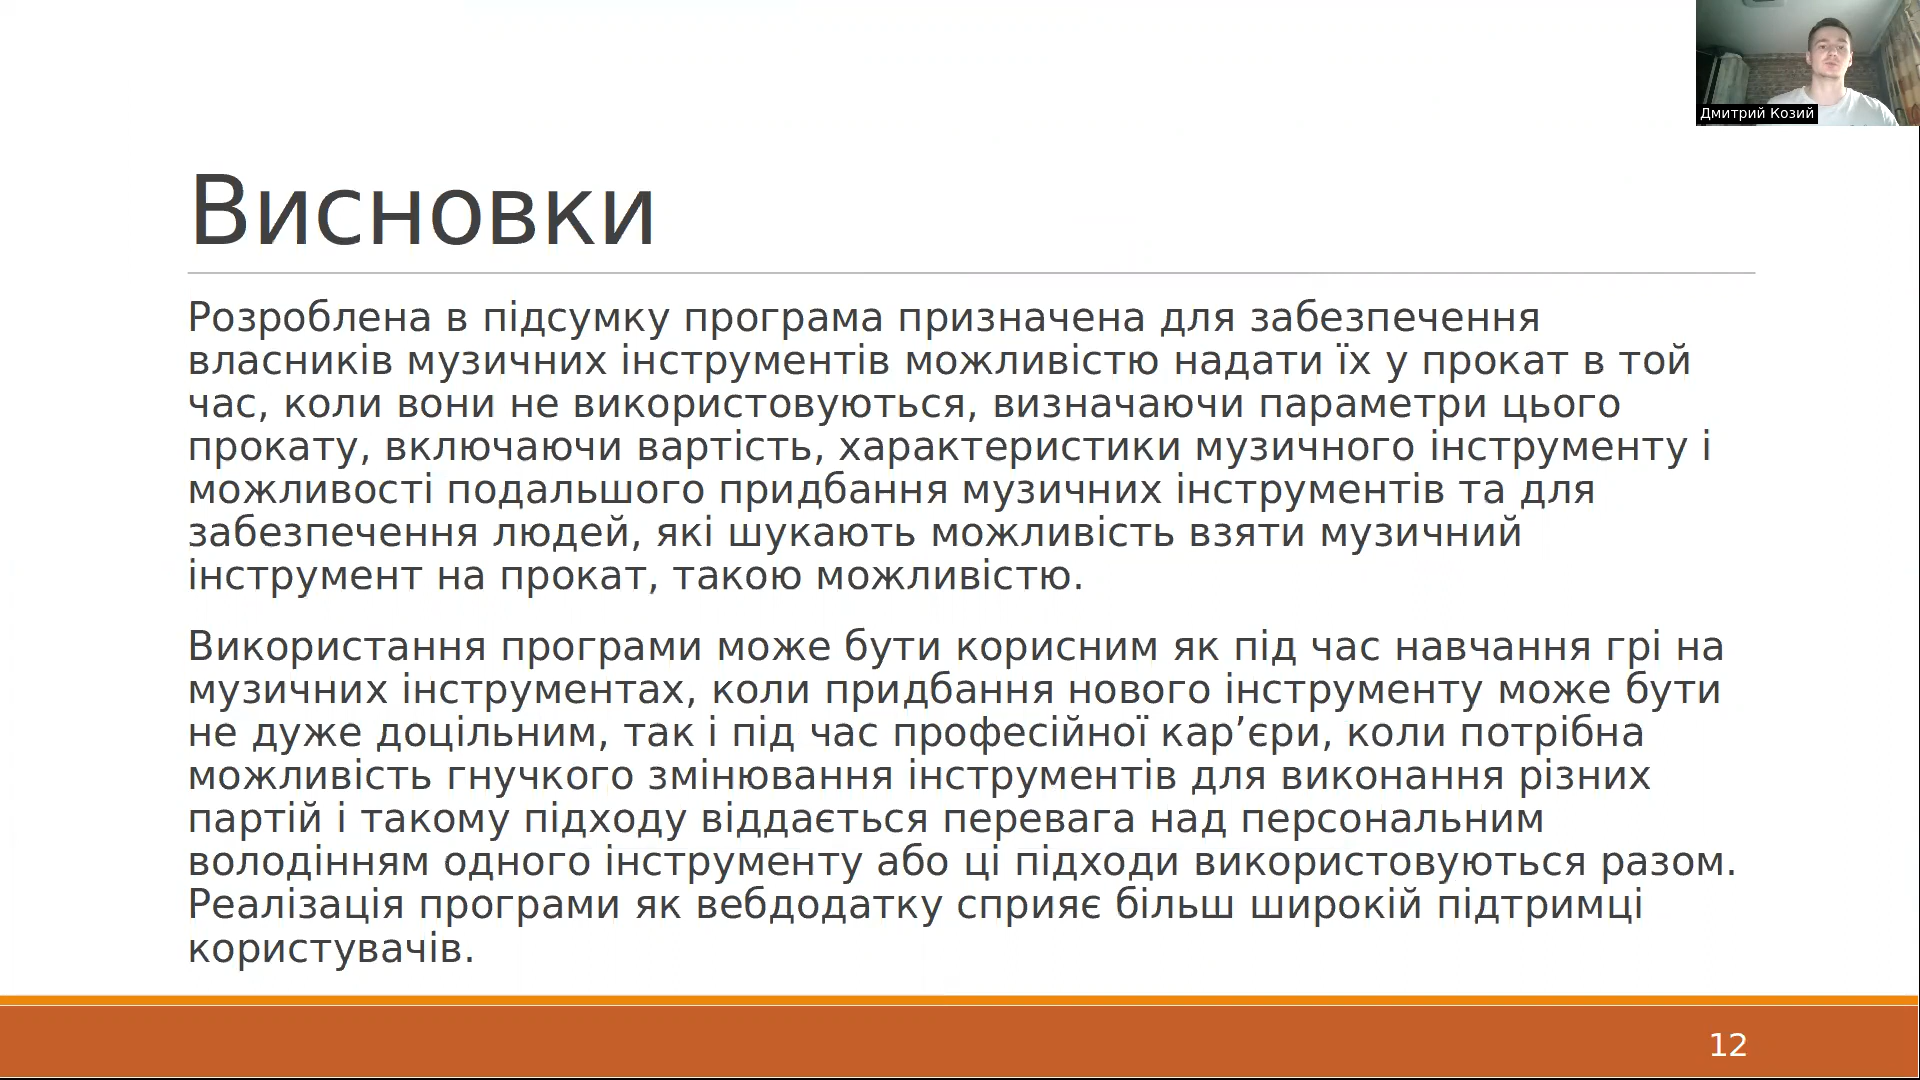 Дмитрий Козий
Висновки
Розроблена в підсумку програма призначена для забезпечення
власників музичних інструментів можливістю надати їх у прокат в той
час, коли вони не використовуються, визначаючи параметри цього
прокату, включаючи вартість, характеристики музичного інструменту і
можливості подальшого придбання музичних інструментів та для
забезпечення людей, які шукають можливість взяти музичний
інструмент на прокат, такою можливістю.
Використання програми може бути корисним як під час навчання грі на
музичних інструментах, коли придбання нового інструменту може бути
не дуже доцільним, так і під час професійної кар’єри, коли потрібна
можливість гнучкого змінювання інструментів для виконання різних
партій і такому підходу віддається перевага над персональним
володінням одного інструменту або ці підходи використовуються разом.
Реалізація програми як вебдодатку сприяє більш широкій підтримці
користувачів.
12